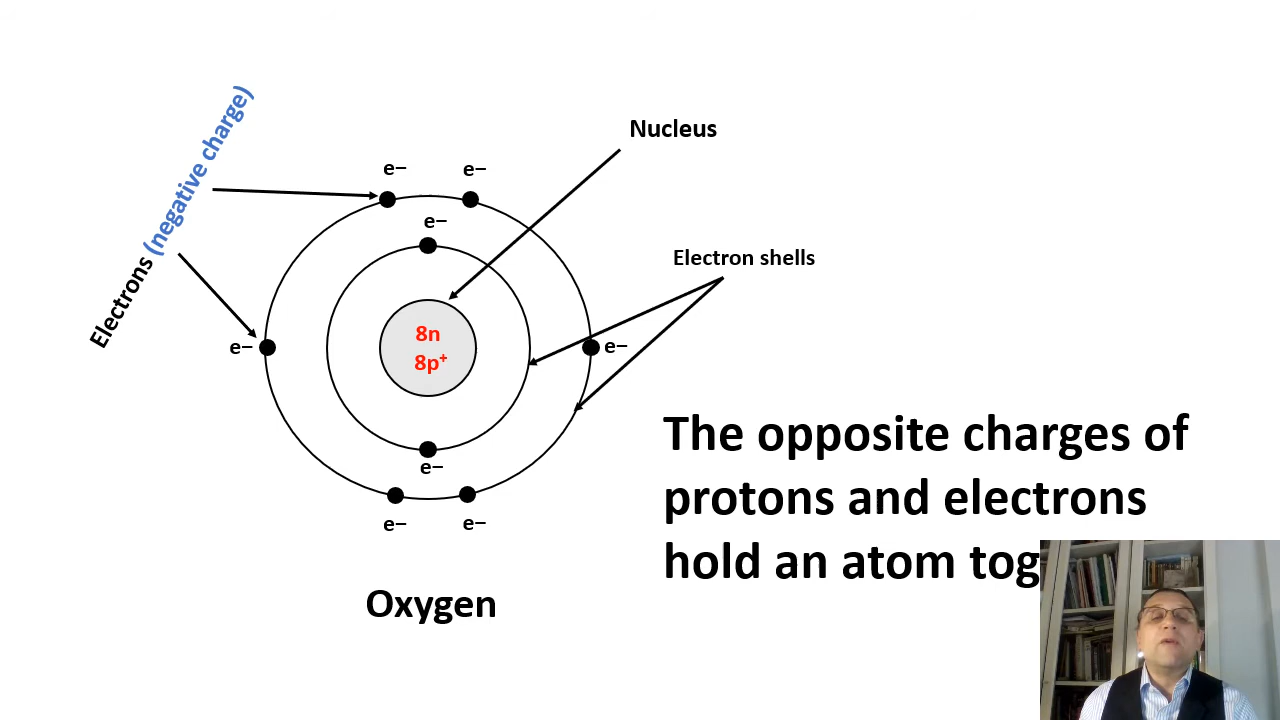 Electrons (negative charge)
Nucleus
e–
e–
e–
Electron shells
8n
8p⁺
e–
e–
e–
e–
e–
The opposite charges of
protons and electrons
hold an atom tog
Oxygen